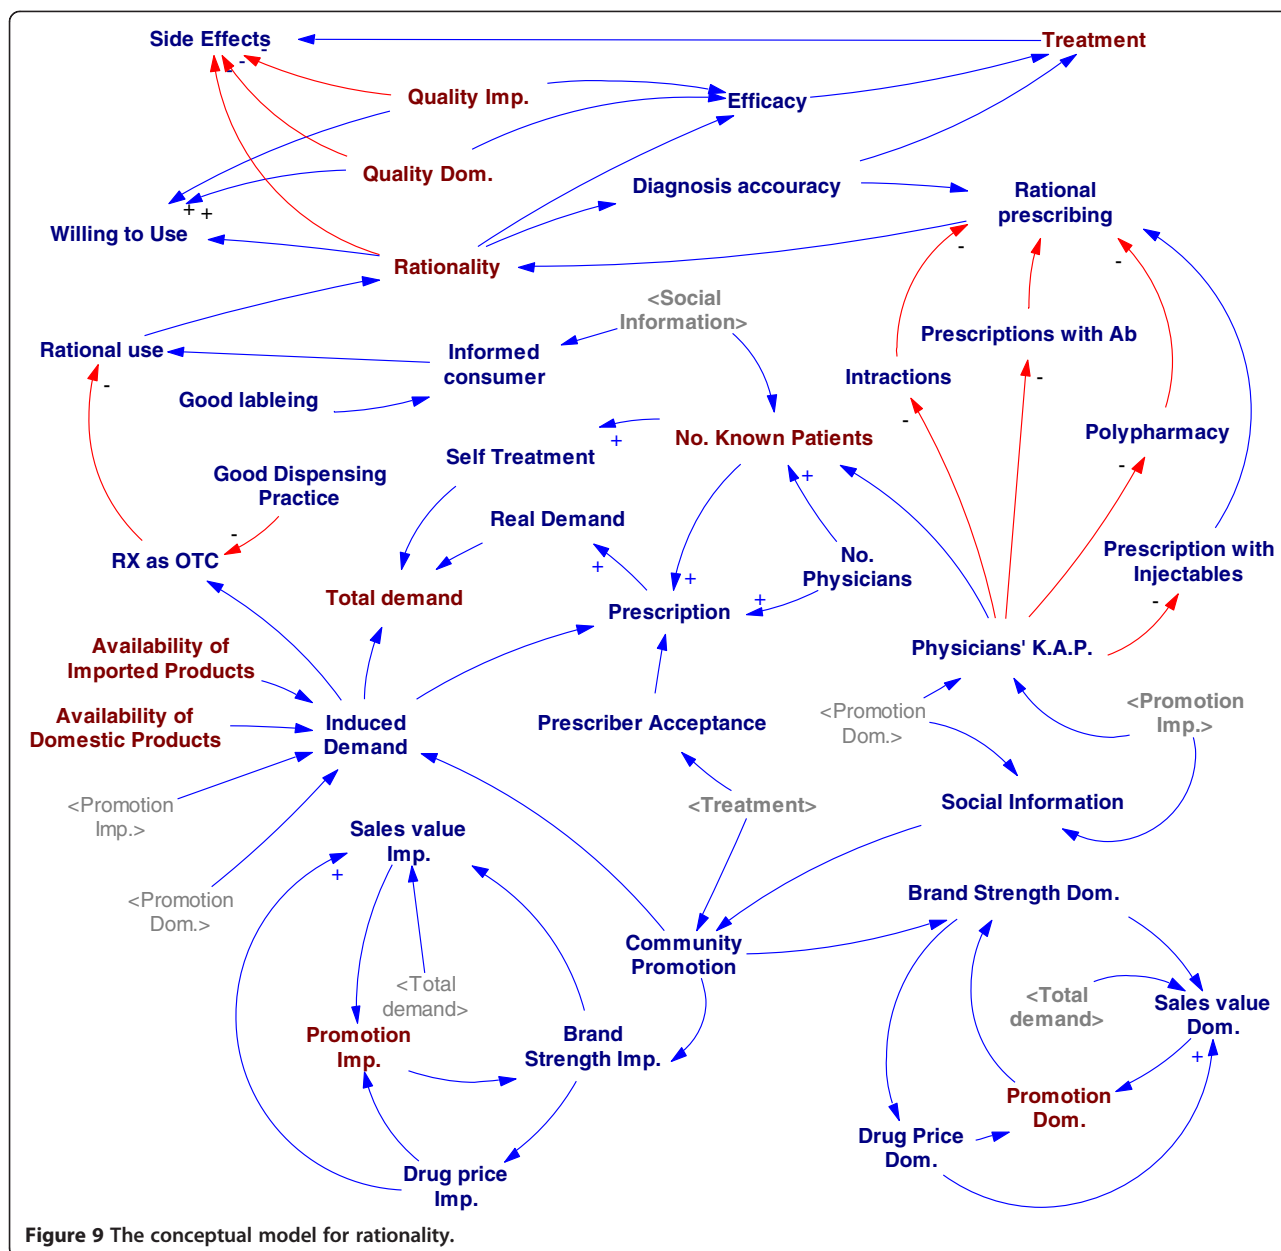 Side Effects
-
-
-
Treatment
Quality Imp.
Efficacy
Quality Dom.
Diagnosis accouracy
Rational
prescribing
+
+
Willing to Use
Rationality
-
-
<Social
Information>
Rational use
-
Informed
consumer
Prescriptions with Ab
-
Intractions
-
Good lableing
No. Known Patients
+
Polypharmacy
-
Self Treatment
Good Dispensing
Practice
-
+
Real Demand
RX as OTC
No.
Physicians
Prescription with
Injectables
-
+
+
+
Total demand
Prescription
Availability of
Imported Products
Physicians' K.A.P.
Availability of
Domestic Products
Induced
Demand
Prescriber Acceptance
<Promotion
Dom.>
<Promotion
Imp.>
<Promotion
Imp.>
<Treatment>
Social Information
Sales value
Imp.
+
<Promotion
Dom.>
Brand Strength Dom.
Community
Promotion
<Total
demand>
<Total
demand>
Sales value
Dom.
+
Promotion
Imp.
Brand
Strength Imp.
Promotion
Dom.
Drug Price
Dom.
Drug price
Imp.
Figure 9 The conceptual model for rationality.